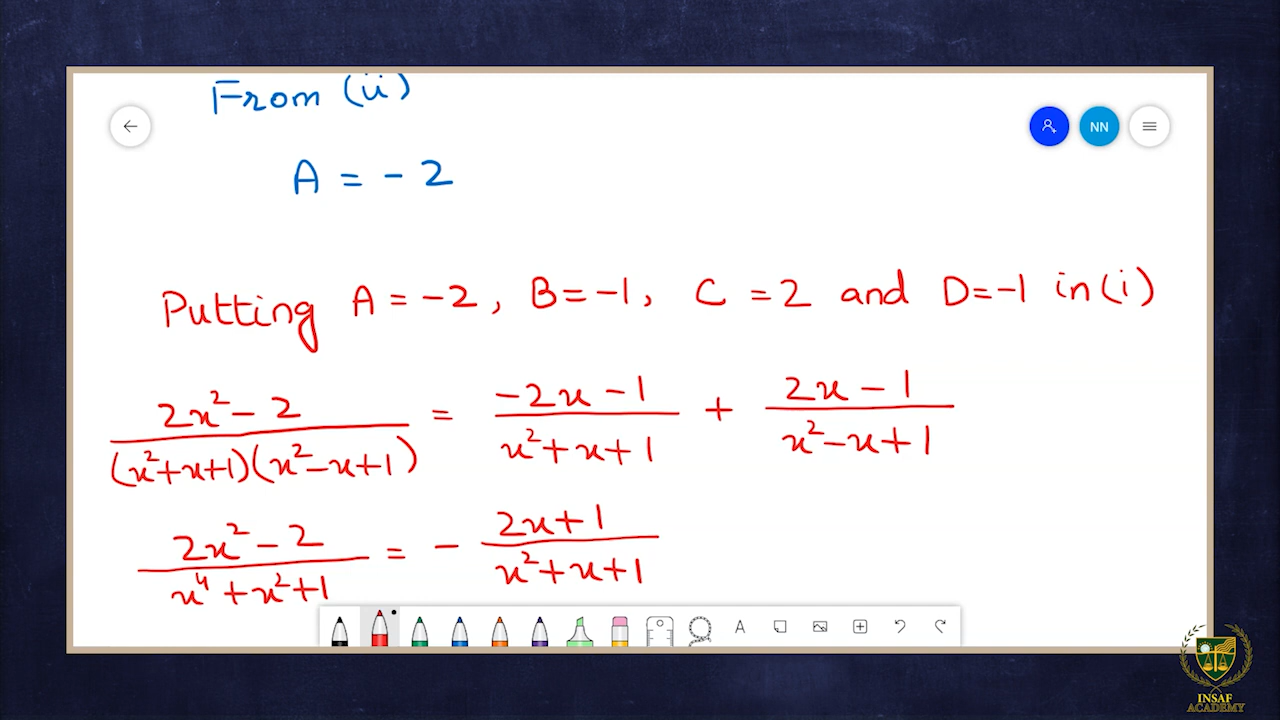 From (ii)
A = - 2
NN
Putting A = -2, B = -1, C = 2 and D = -1 in (i)
2x² - 2 / (x²+x+1)(x²-x+1) = -2x - 1 / x²+x+1 + 2x - 1 / x²-x+1
2x² - 2 / x⁴+x²+1 = - 2x+1 / x²+x+1
A
INSAF
ACADEMY